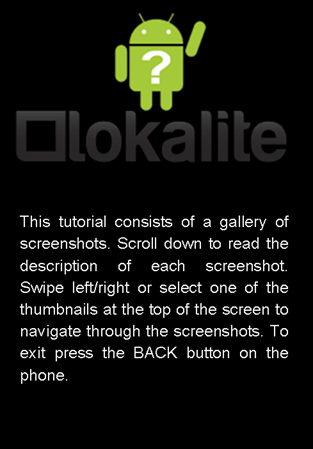 ?
lokalite
This tutorial consists of a gallery of
screenshots. Scroll down to read the
description of each screenshot.
Swipe left/right or select one of the
thumbnails at the top of the screen to
navigate through the screenshots. To
exit press the BACK button on the
phone.